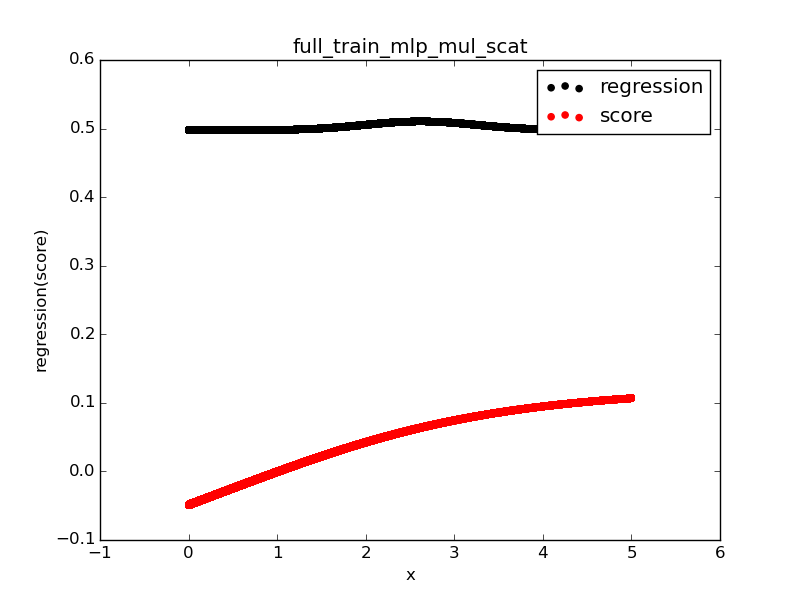 full_train_mlp_mul_scat
0.6
0.5
0.4
0.3
0.2
0.1
0.0
−0.1
regression(score)
regression
score
−1 0 1 2 3 4 5 6
x